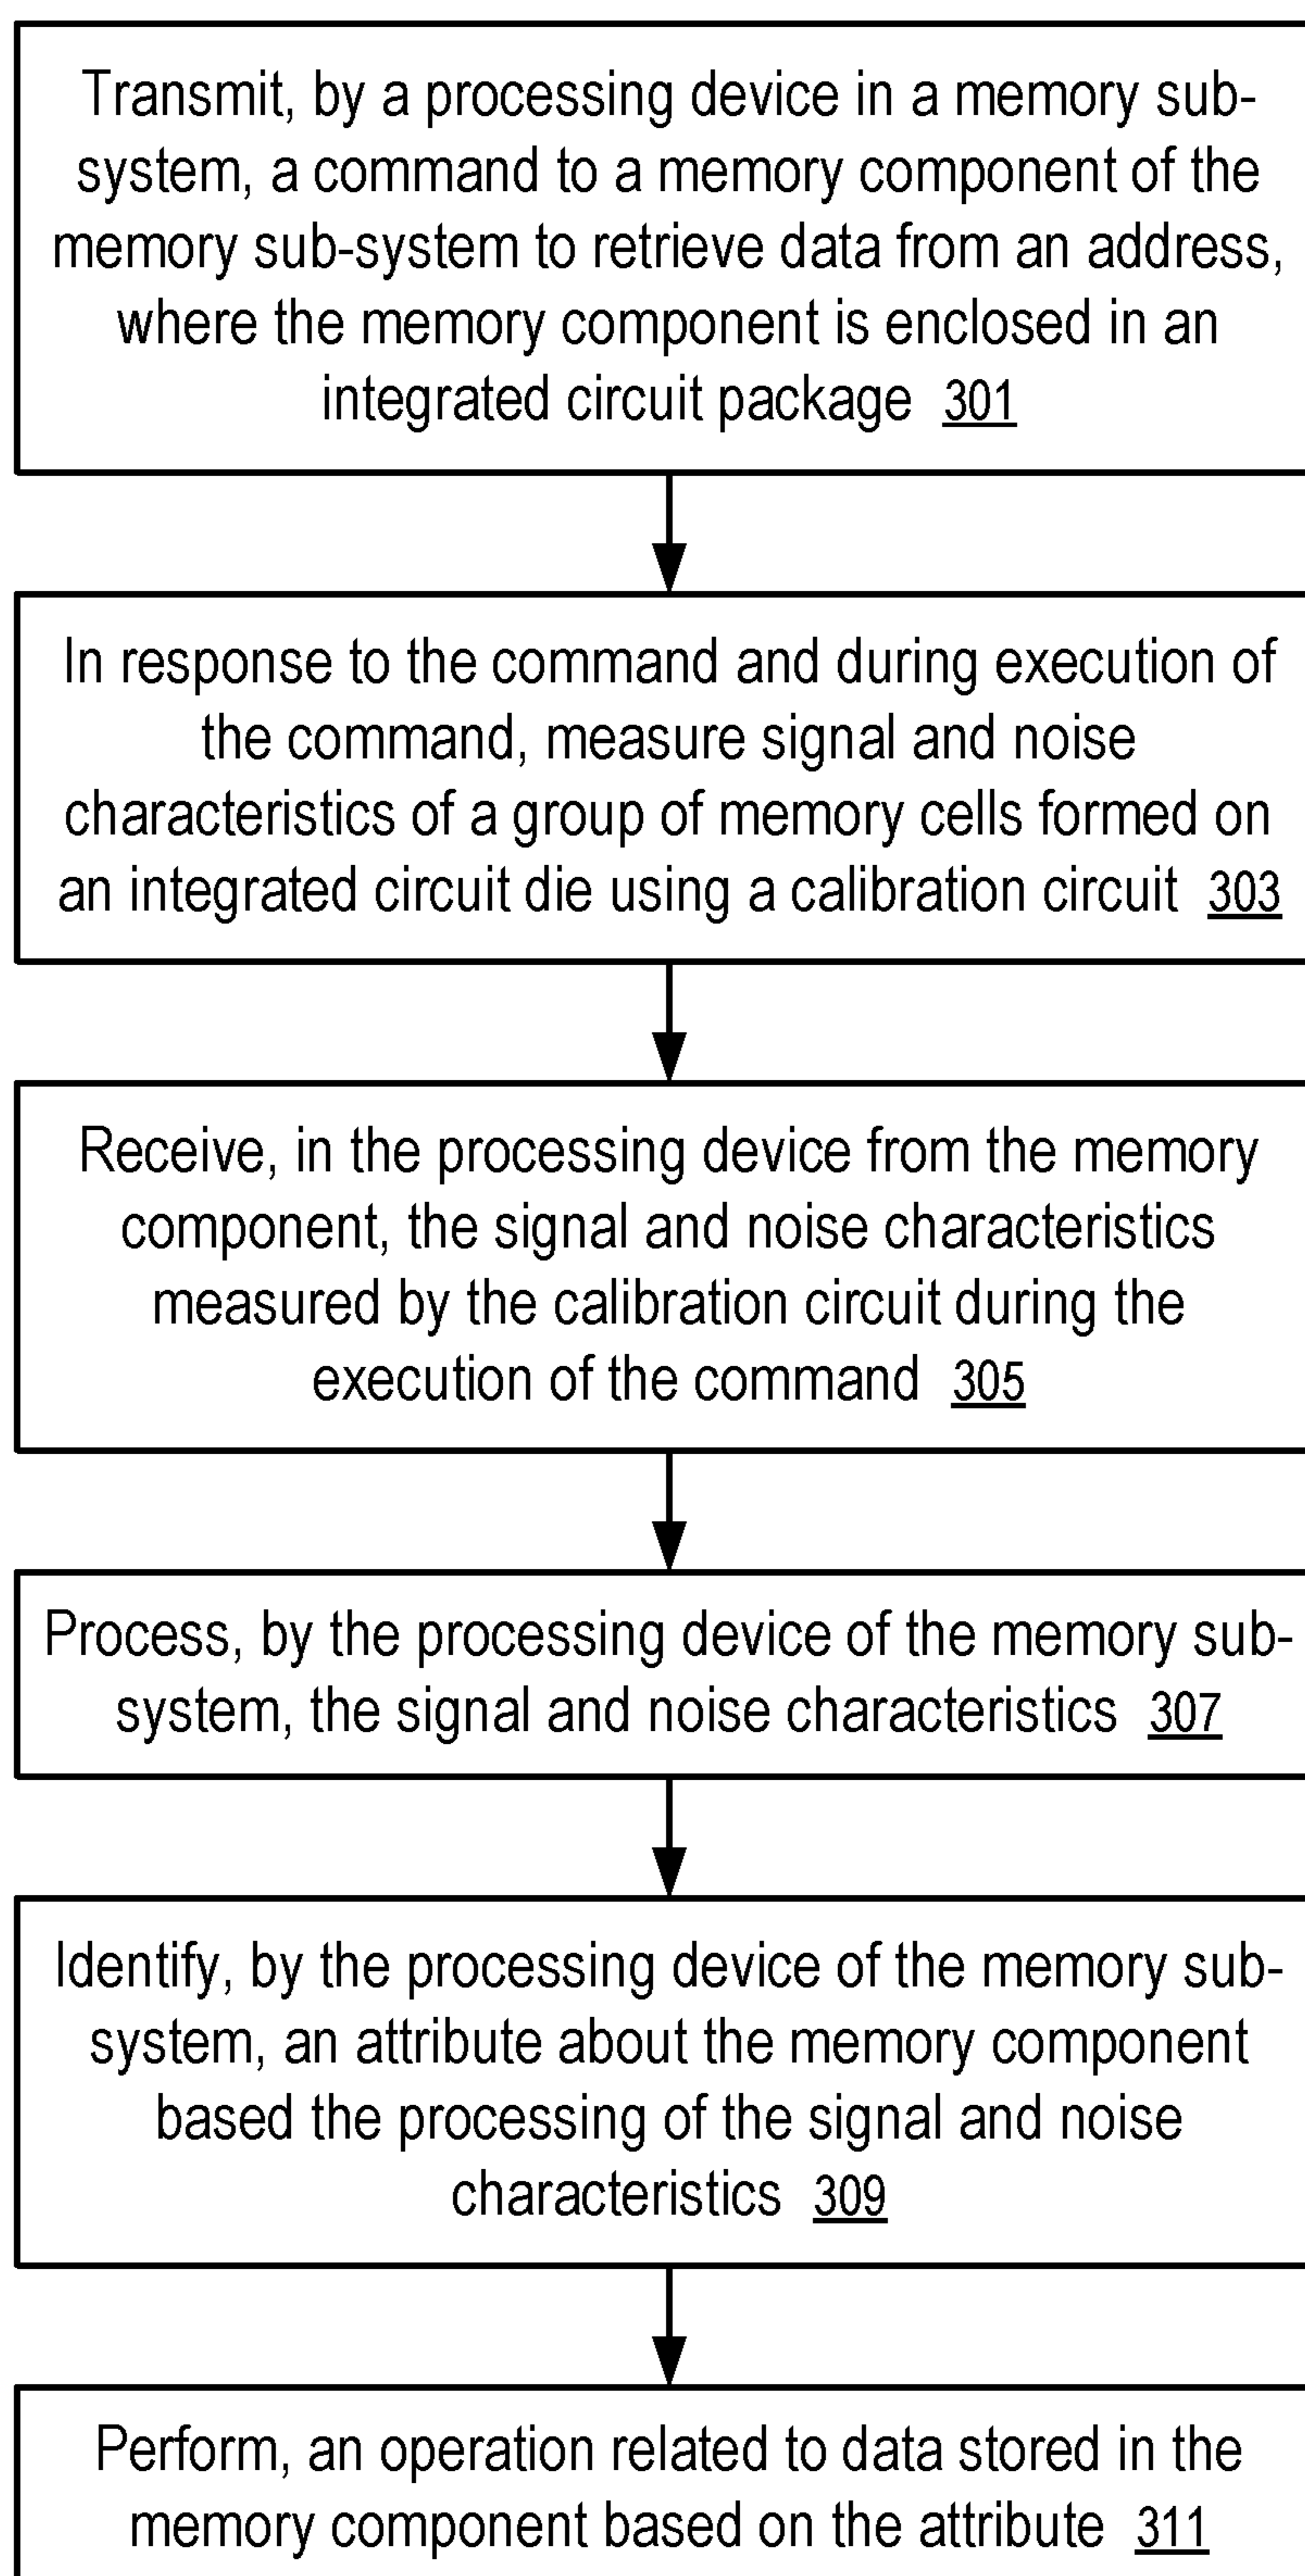 Transmit, by a processing device in a memory sub-
system, a command to a memory component of the
memory sub-system to retrieve data from an address,
where the memory component is enclosed in an
integrated circuit package 301
In response to the command and during execution of
the command, measure signal and noise
characteristics of a group of memory cells formed on
an integrated circuit die using a calibration circuit 303
Receive, in the processing device from the memory
component, the signal and noise characteristics
measured by the calibration circuit during the
execution of the command 305
Process, by the processing device of the memory sub-
system, the signal and noise characteristics 307
Identify, by the processing device of the memory sub-
system, an attribute about the memory component
based the processing of the signal and noise
characteristics 309
Perform, an operation related to data stored in the
memory component based on the attribute 311